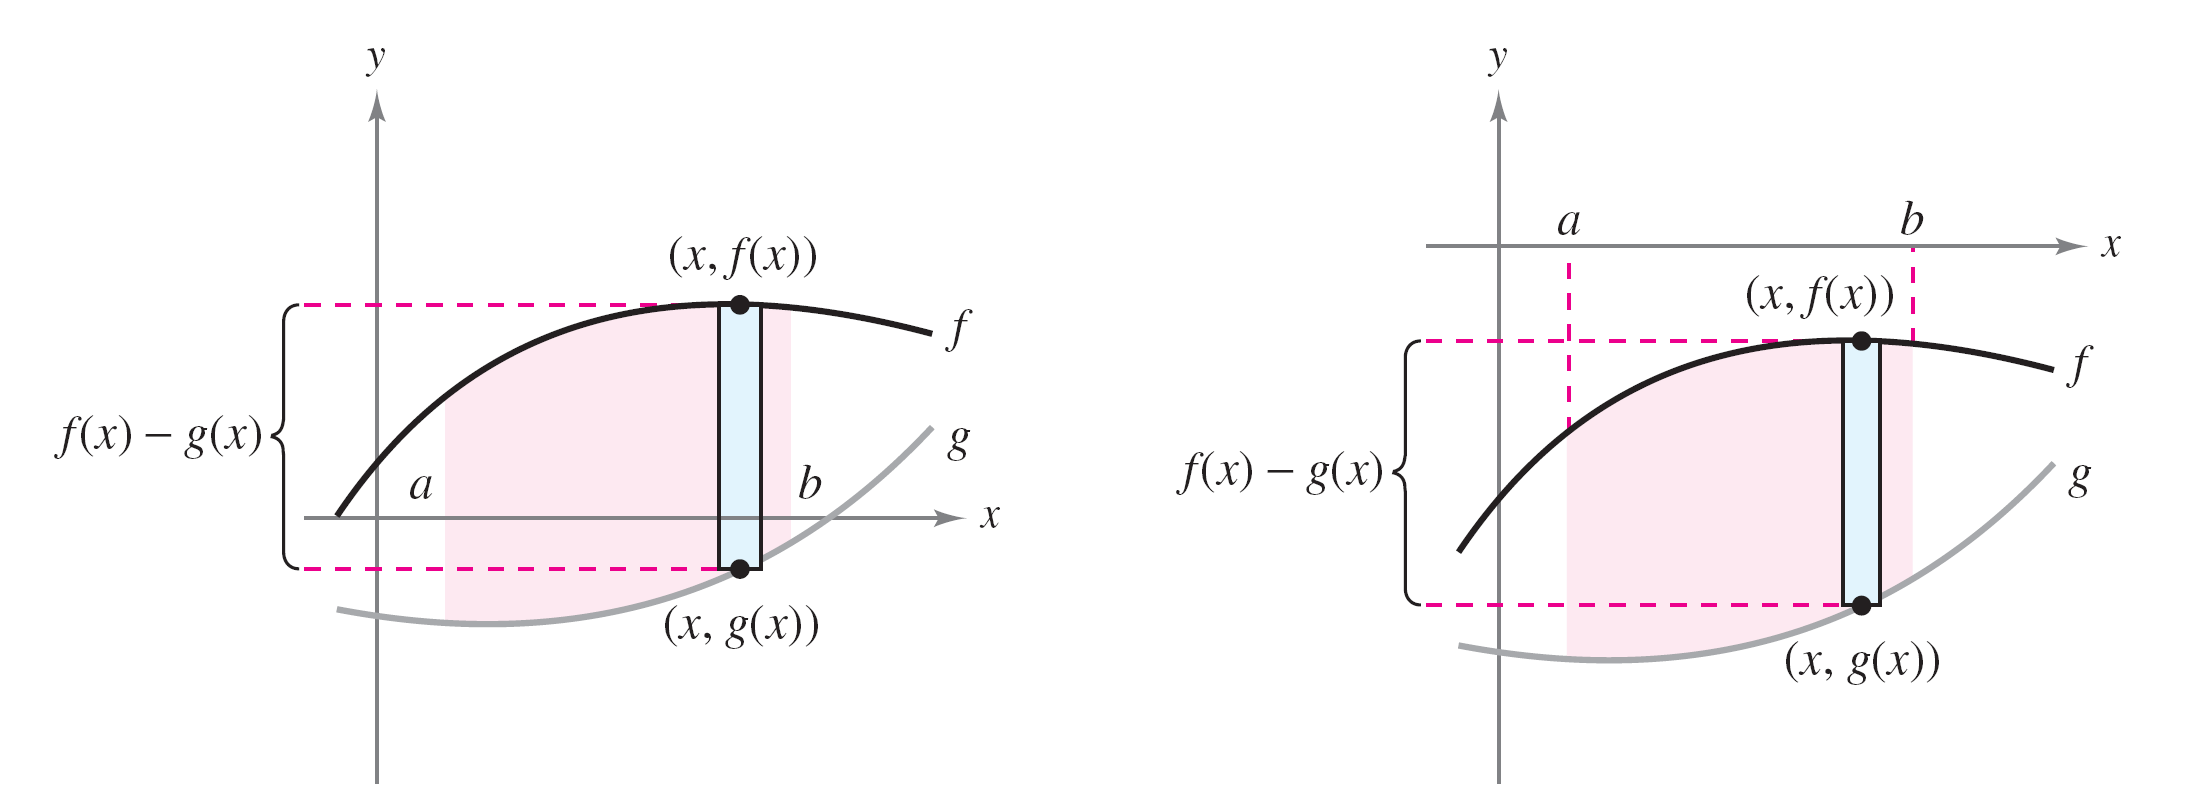 y
(x, f(x))
f
f(x) − g(x)
g
a
b
x
(x, g(x))
y
a
b
x
(x, f(x))
f
f(x) − g(x)
g
(x, g(x))